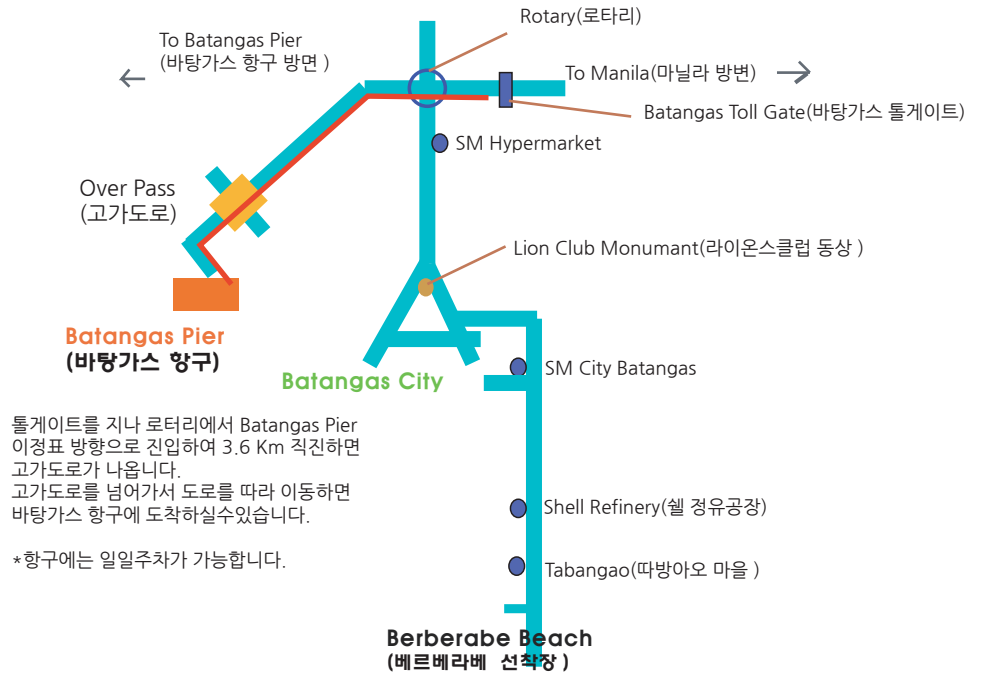 Rotary(로타리)
To Batangas Pier
(바탕가스 항구 방면 )
To Manila(마닐라 방변)
Batangas Toll Gate(바탕가스 톨게이트)
SM Hypermarket
Over Pass
(고가도로)
Lion Club Monumant(라이온스클럽 동상 )
Batangas Pier
(바탕가스 항구)
Batangas City
SM City Batangas
톨게이트를 지나 로터리에서 Batangas Pier
이정표 방향으로 진입하여 3.6 Km 직진하면
고가도로가 나옵니다.
고가도로를 넘어가서 도로를 따라 이동하면
바탕가스 항구에 도착하실수있습니다.
*항구에는 일일주차가 가능합니다.
Shell Refinery(쉘 정유공장)
Tabangao(따방아오 마을 )
Berberabe Beach
(베르베라베 선착장 )